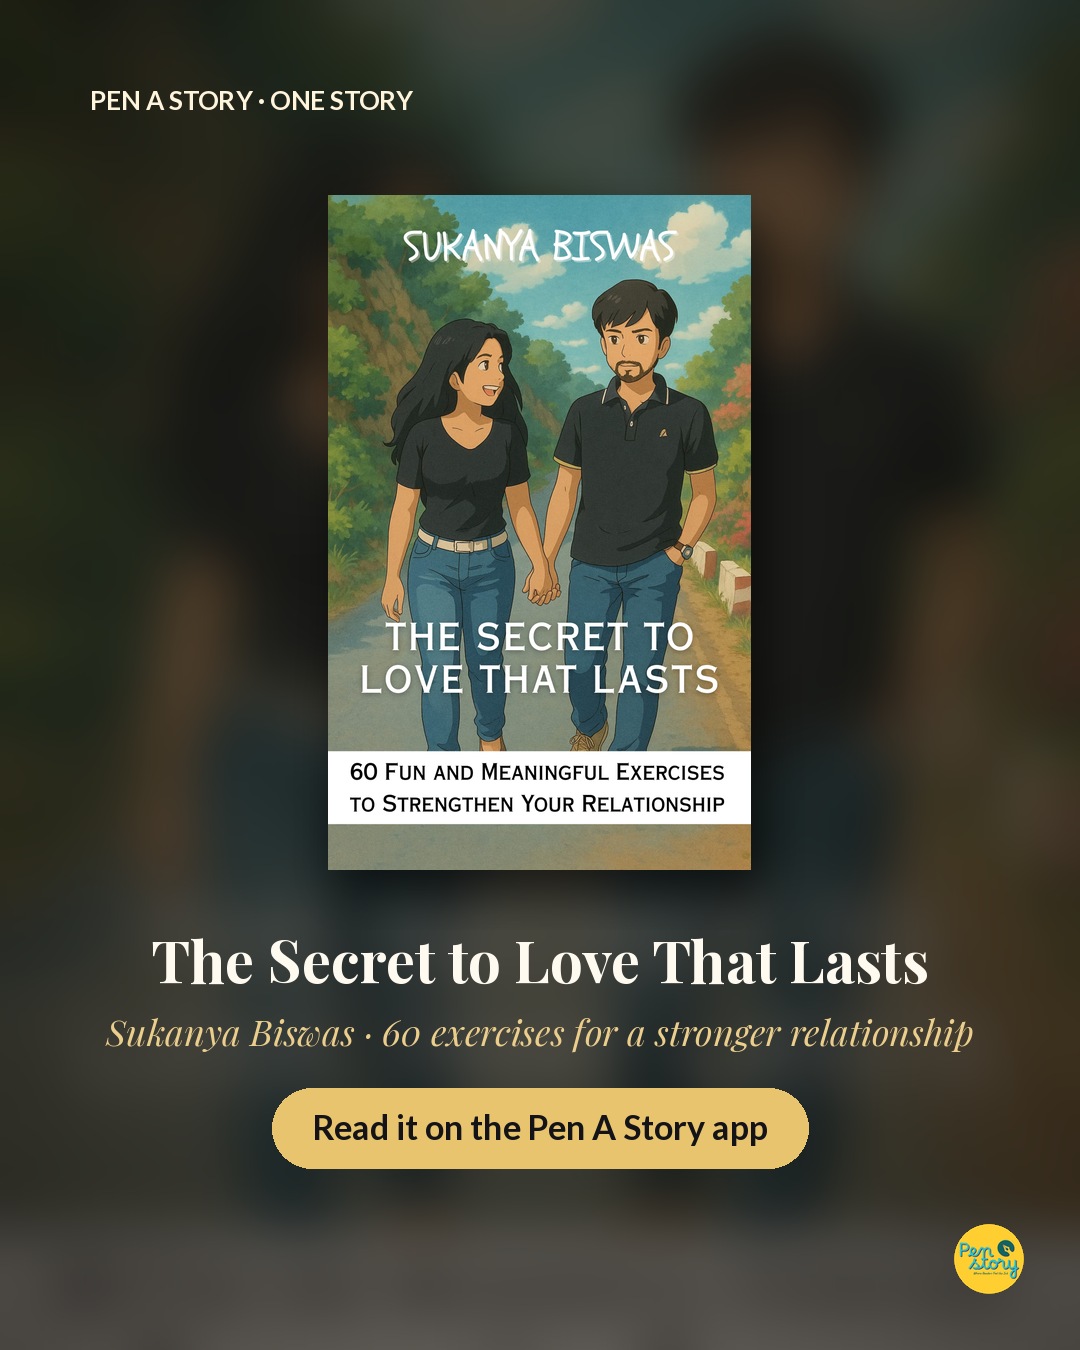 PEN A STORY · ONE STORY
SUKANYA BISWAS
THE SECRET TO
LOVE THAT LASTS
60 Fun and Meaningful Exercises
to Strengthen Your Relationship
The Secret to Love That Lasts
Sukanya Biswas · 60 exercises for a stronger relationship
Read it on the Pen A Story app
Pen
story